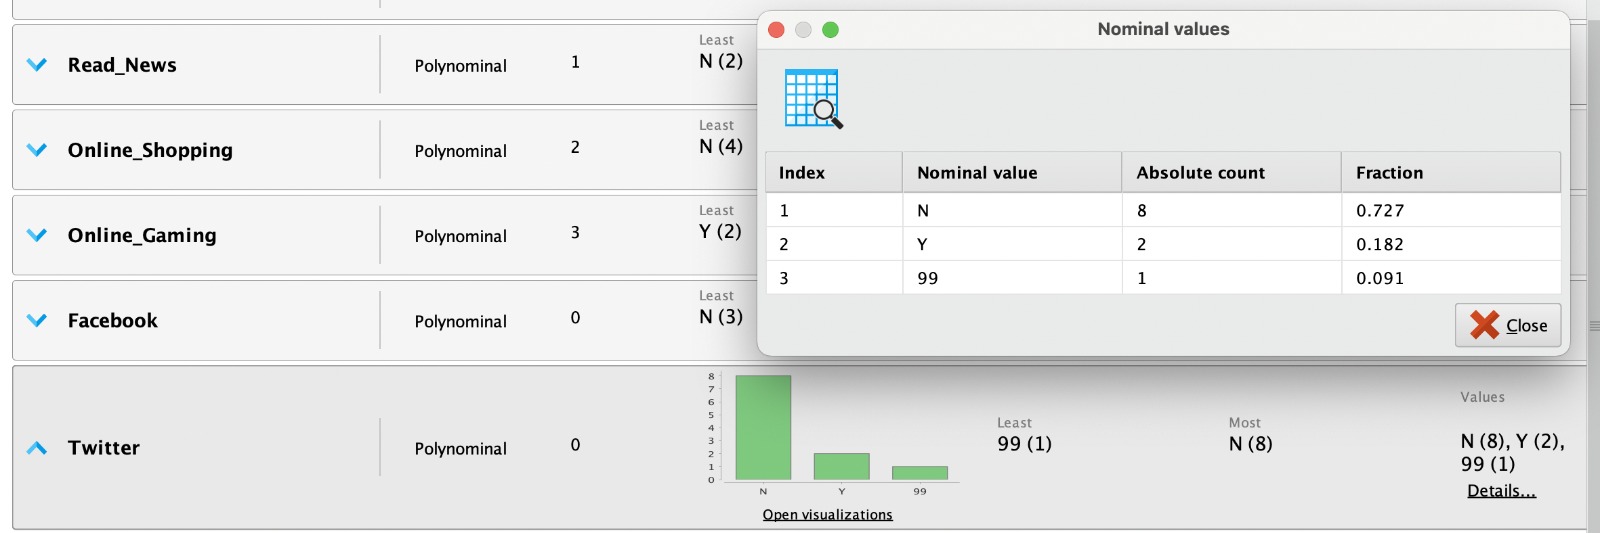 Read_News
Polynominal
1
Least
N (2)
Online_Shopping
Polynominal
2
Least
N (4)
Online_Gaming
Polynominal
3
Least
Y (2)
Facebook
Polynominal
0
Least
N (3)
Nominal values
Index Nominal value Absolute count Fraction
1 N 8 0.727
2 Y 2 0.182
3 99 1 0.091
Close
Twitter
Polynominal
0
8
7
6
5
4
3
2
1
0
N Y 99
Open visualizations
Least
99 (1)
Most
N (8)
Values
N (8), Y (2),
99 (1)
Details...